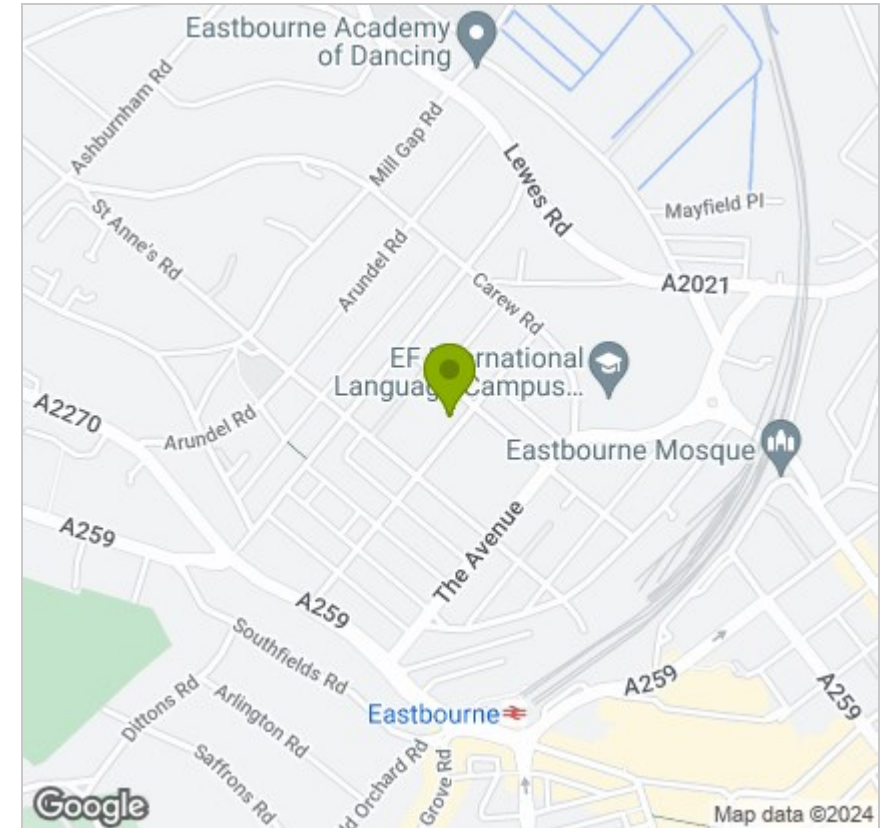 Eastbourne Academy
of Dancing
Ashburnham Rd
Mill Gap Rd
Lewes Rd
Mayfield Pl
St Anne's Rd
Arundel Rd
A2021
Carew Rd
EF
national
Campus...
A2270
Arundel Rd
Eastbourne Mosque
A259
The Avenue
A259
Southfields Rd
A259
Dittons Rd
Arlington Rd
Eastbourne
A259
Saffrons Rd
Orchard Rd
Grove Rd
Google
Map data ©2024